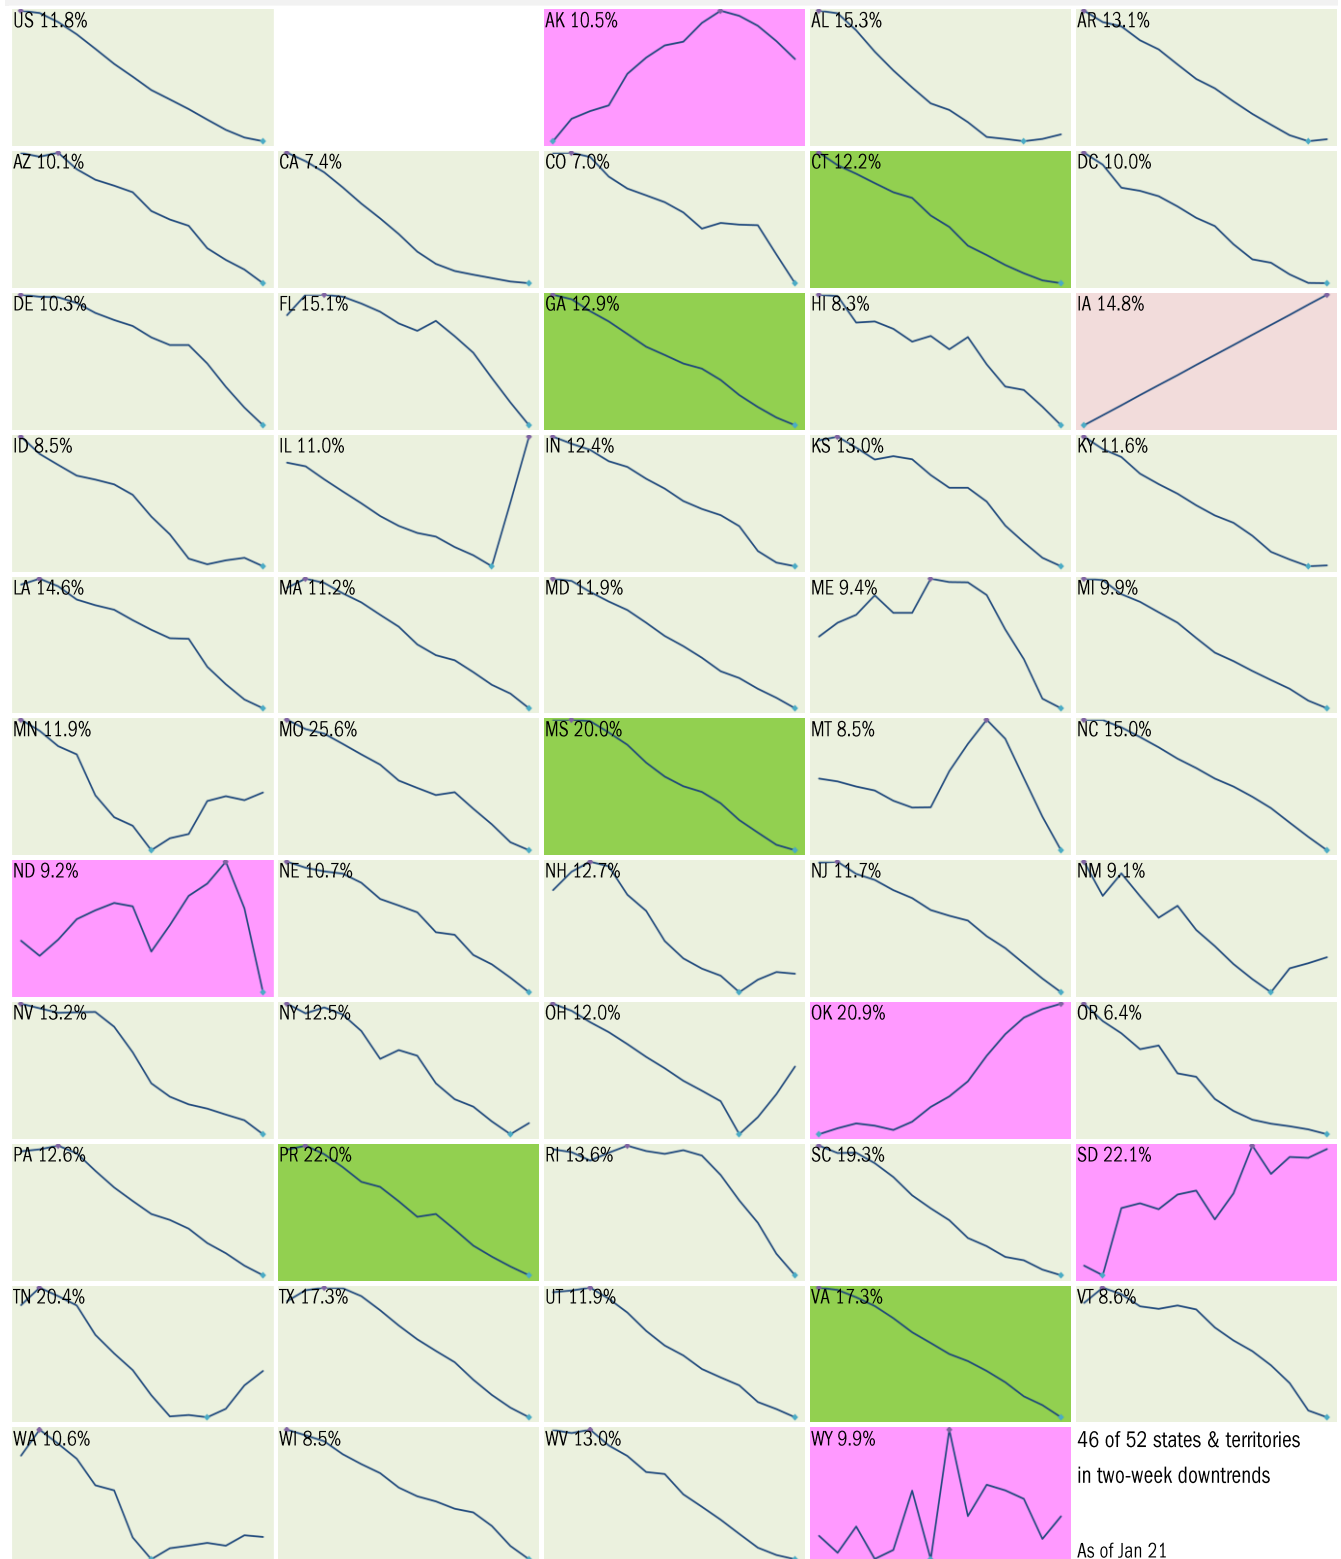 US 11.8%
AK 10.5%
AL 15.3%
AR 13.1%
AZ 10.1%
CA 7.4%
CO 7.0%
CT 12.2%
DC 10.0%
DE 10.3%
FL 15.1%
GA 12.9%
HI 8.3%
IA 14.8%
ID 8.5%
IL 11.0%
IN 12.4%
KS 13.0%
KY 11.6%
LA 14.6%
MA 11.2%
MD 11.9%
ME 9.4%
MI 9.9%
MN 11.9%
MO 25.6%
MS 20.0%
MT 8.5%
NC 15.0%
ND 9.2%
NE 10.7%
NH 12.7%
NJ 11.7%
NM 9.1%
NV 13.2%
NY 12.5%
OH 12.0%
OK 20.9%
OR 6.4%
PA 12.6%
PR 22.0%
RI 13.6%
SC 19.3%
SD 22.1%
TN 20.4%
TX 17.3%
UT 11.9%
VA 17.3%
VT 8.6%
WA 10.6%
WI 8.5%
WV 13.0%
WY 9.9%
46 of 52 states & territories
in two-week downtrends
As of Jan 21